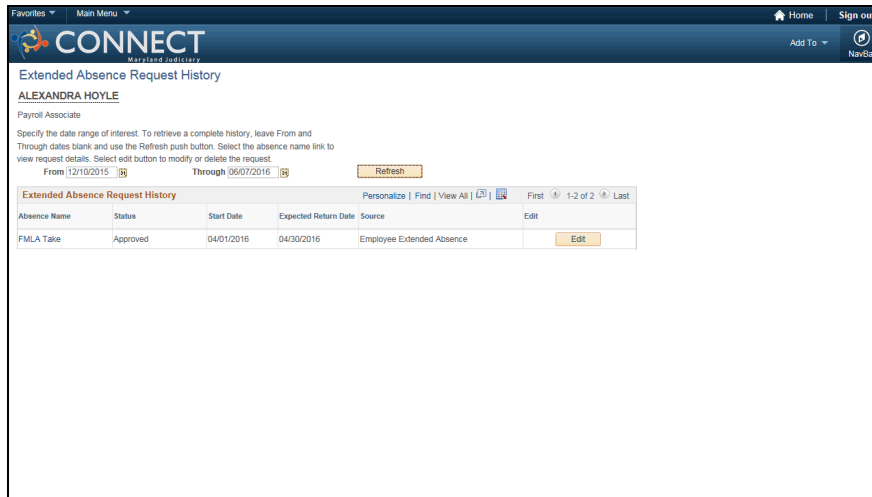 Favorites Main Menu Home Sign ou
CONNECT
Maryland Judiciary
Add To
NavBa
Extended Absence Request History
ALEXANDRA HOYLE
Payroll Associate
Specify the date range of interest. To retrieve a complete history, leave From and
Through dates blank and use the Refresh push button. Select the absence name link to
view request details. Select edit button to modify or delete the request.
From 12/10/2015 Through 06/07/2016 Refresh
Extended Absence Request History Personalize | Find | View All | | First 1-2 of 2 Last
Absence Name Status Start Date Expected Return Date Source Edit
FMLA Take Approved 04/01/2016 04/30/2016 Employee Extended Absence Edit